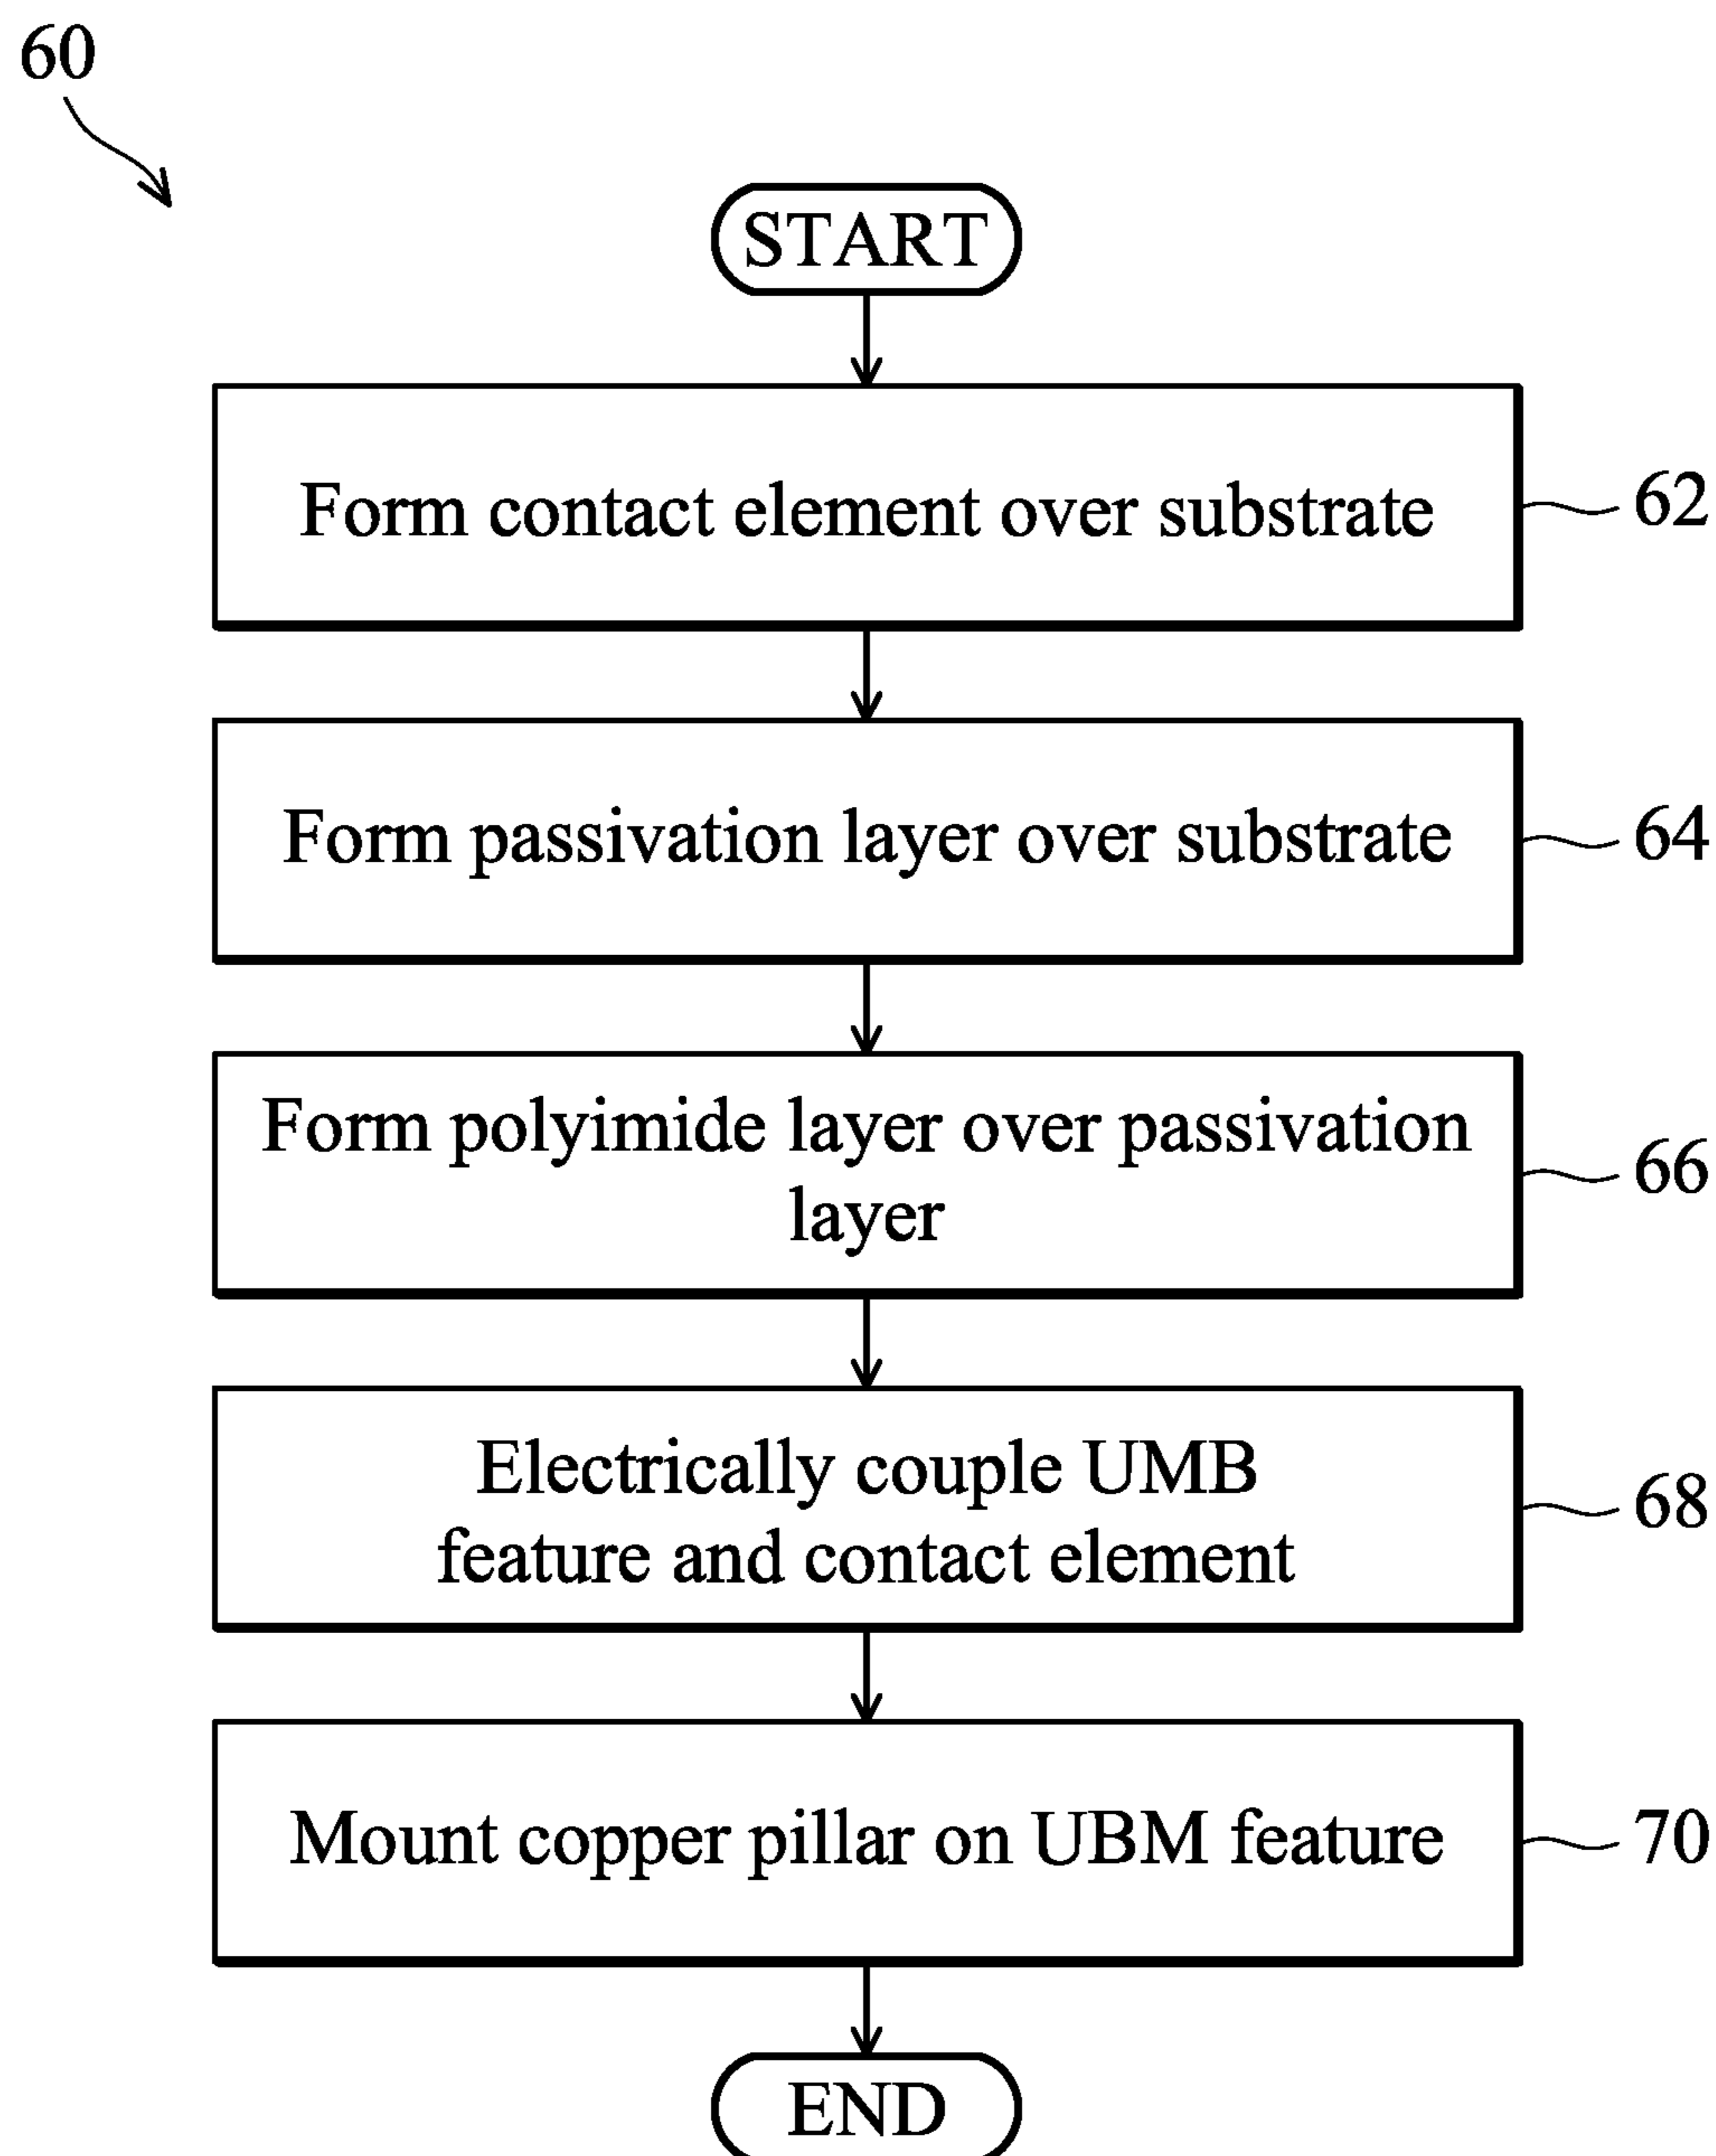 60
START
Form contact element over substrate
62
Form passivation layer over substrate
64
Form polyimide layer over passivation
layer
66
Electrically couple UMB
feature and contact element
68
Mount copper pillar on UBM feature
70
END